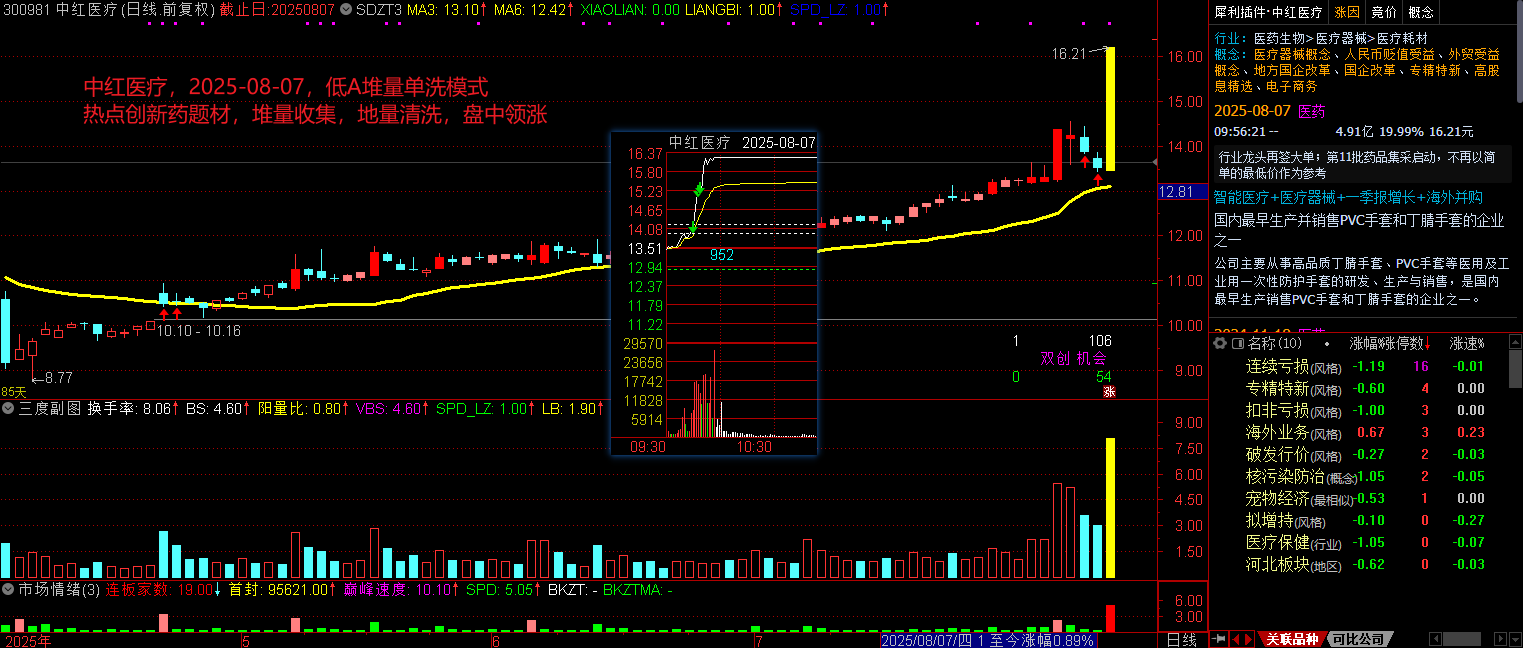 300981 中红医疗(日线.前复权) 截止日:20250807 SDZT3 MA3: 13.10↑ MA6: 12.42↑ XIAOLIAN: 0.00 LIANGBI: 1.00↑ SPD_LZ: 1.00↑
中红医疗，2025-08-07，低A堆量单洗模式
热点创新药题材，堆量收集，地量清洗，盘中领涨
16.21
16.00
15.00
14.00
12.81
12.00
11.00
10.00
9.00
10.10 - 10.16
8.77
85天
中红医疗 2025-08-07
16.37
15.80
15.23
14.65
14.08
13.51
12.94
12.37
11.79
11.22
29570
23656
17742
11828
5914
952
09:30 10:30
1 106
双创 机会
0 54
涨
三度副图 换手率: 8.06↑ BS: 4.60↑ 阳量比: 0.80↑ VBS: 4.60↑ SPD_LZ: 1.00↑ LB: 1.90↑
9.00
7.50
6.00
4.50
3.00
1.50
市场情绪(3) 连板家数: 19.00↓ 首封: 95621.00↑ 巅峰速度: 10.10↑ SPD: 5.05↑ BKZT: - BKZTMA: -
6.00
3.00
2025年 5 6 7 2025/08/07/四 1 至今涨幅0.89% 日线
犀利插件·中红医疗 涨因 竞价 概念
行业: 医药生物>医疗器械>医疗耗材
概念: 医疗器械概念、人民币贬值受益、外贸受益
概念、地方国企改革、国企改革、专精特新、高股
息精选、电子商务
2025-08-07 医药
09:56:21 -- 4.91亿 19.99% 16.21元
行业龙头再签大单；第11批药品集采启动，不再以简
单的最低价作为参考
智能医疗+医疗器械+一季报增长+海外并购
国内最早生产并销售PVC手套和丁腈手套的企业
之一
公司主要从事高品质丁腈手套、PVC手套等医用及工
业用一次性防护手套的研发、生产与销售，是国内
最早生产销售PVC手套和丁腈手套的企业之一。
名称(10) • 涨幅%涨停数↓ 涨速%
连续亏损(风格) -1.19 16 -0.01
专精特新(风格) -0.60 4 0.00
扣非亏损(风格) -1.00 3 0.00
海外业务(风格) 0.67 3 0.23
破发行价(风格) -0.27 2 -0.03
核污染防治(概念) -1.05 2 -0.05
宠物经济(最相似) -0.53 1 0.00
拟增持(风格) -0.10 0 -0.27
医疗保健(行业) -1.05 0 -0.07
河北板块(地区) -0.62 0 -0.03
关联品种 可比公司